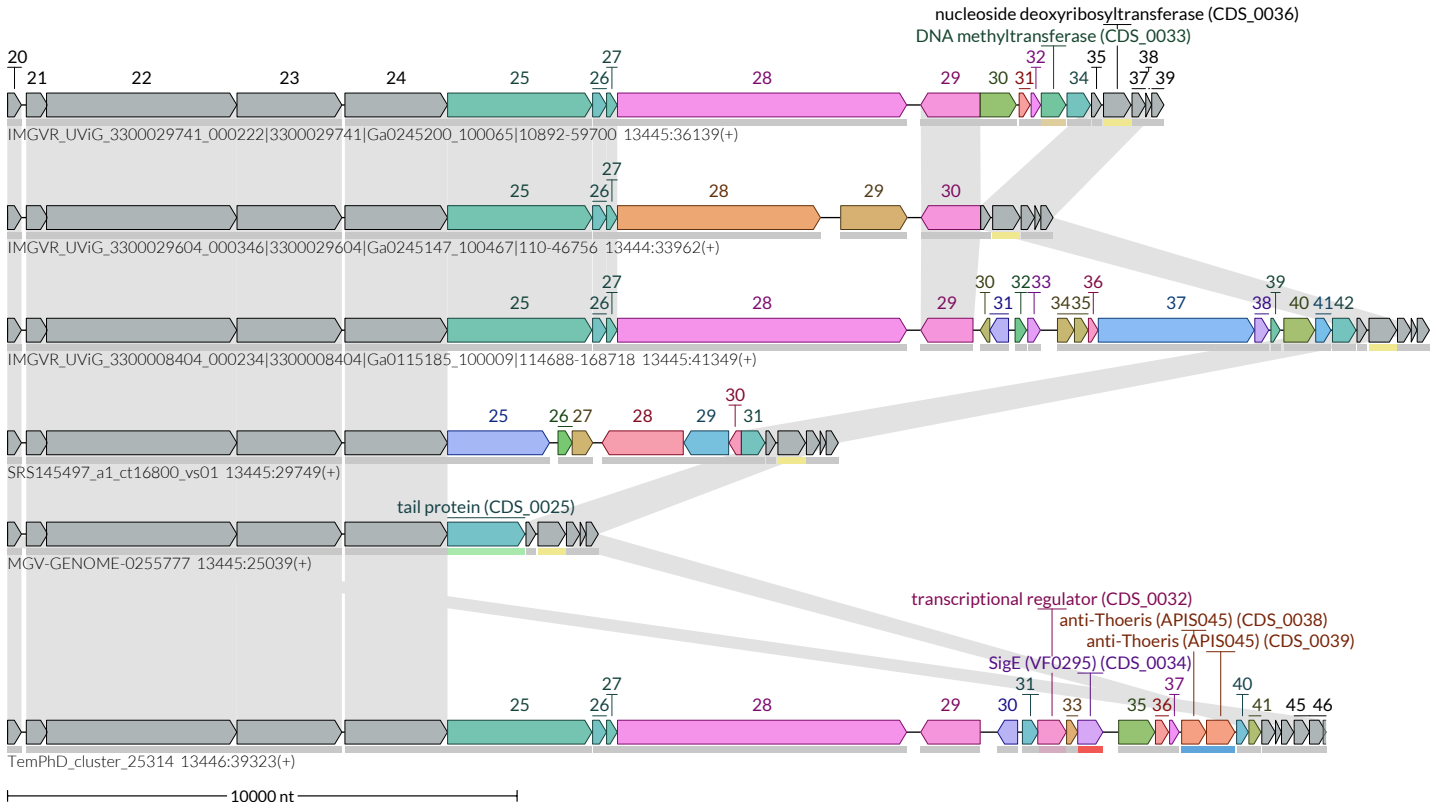 nucleoside deoxyribosyltransferase (CDS_0036)
DNA methyltransferase (CDS_0033)
20 27 32 35 38
21 22 23 24 25 26 28 29 30 31 34 37 39
IMGVR_UViG_3300029741_000222|3300029741|Ga0245200_100065|10892-59700 13445:36139(+)
27
25 26 28 29 30
IMGVR_UViG_3300029604_000346|3300029604|Ga0245147_100467|110-46756 13444:33962(+)
27 30 32 33 36 39
25 26 28 29 31 34 35 37 38 40 41 42
IMGVR_UViG_3300008404_000234|3300008404|Ga0115185_100009|114688-168718 13445:41349(+)
30
25 26 27 28 29 31
SRS145497_a1_ct16800_vs01 13445:29749(+)
tail protein (CDS_0025)
MGV-GENOME-0255777 13445:25039(+)
transcriptional regulator (CDS_0032)
anti-Thoeris (APIS045) (CDS_0038)
anti-Thoeris (APIS045) (CDS_0039)
SigE (VF0295) (CDS_0034)
27 31 37 40
25 26 28 29 30 33 35 36 41 45 46
TemPhD_cluster_25314 13446:39323(+)
10000 nt